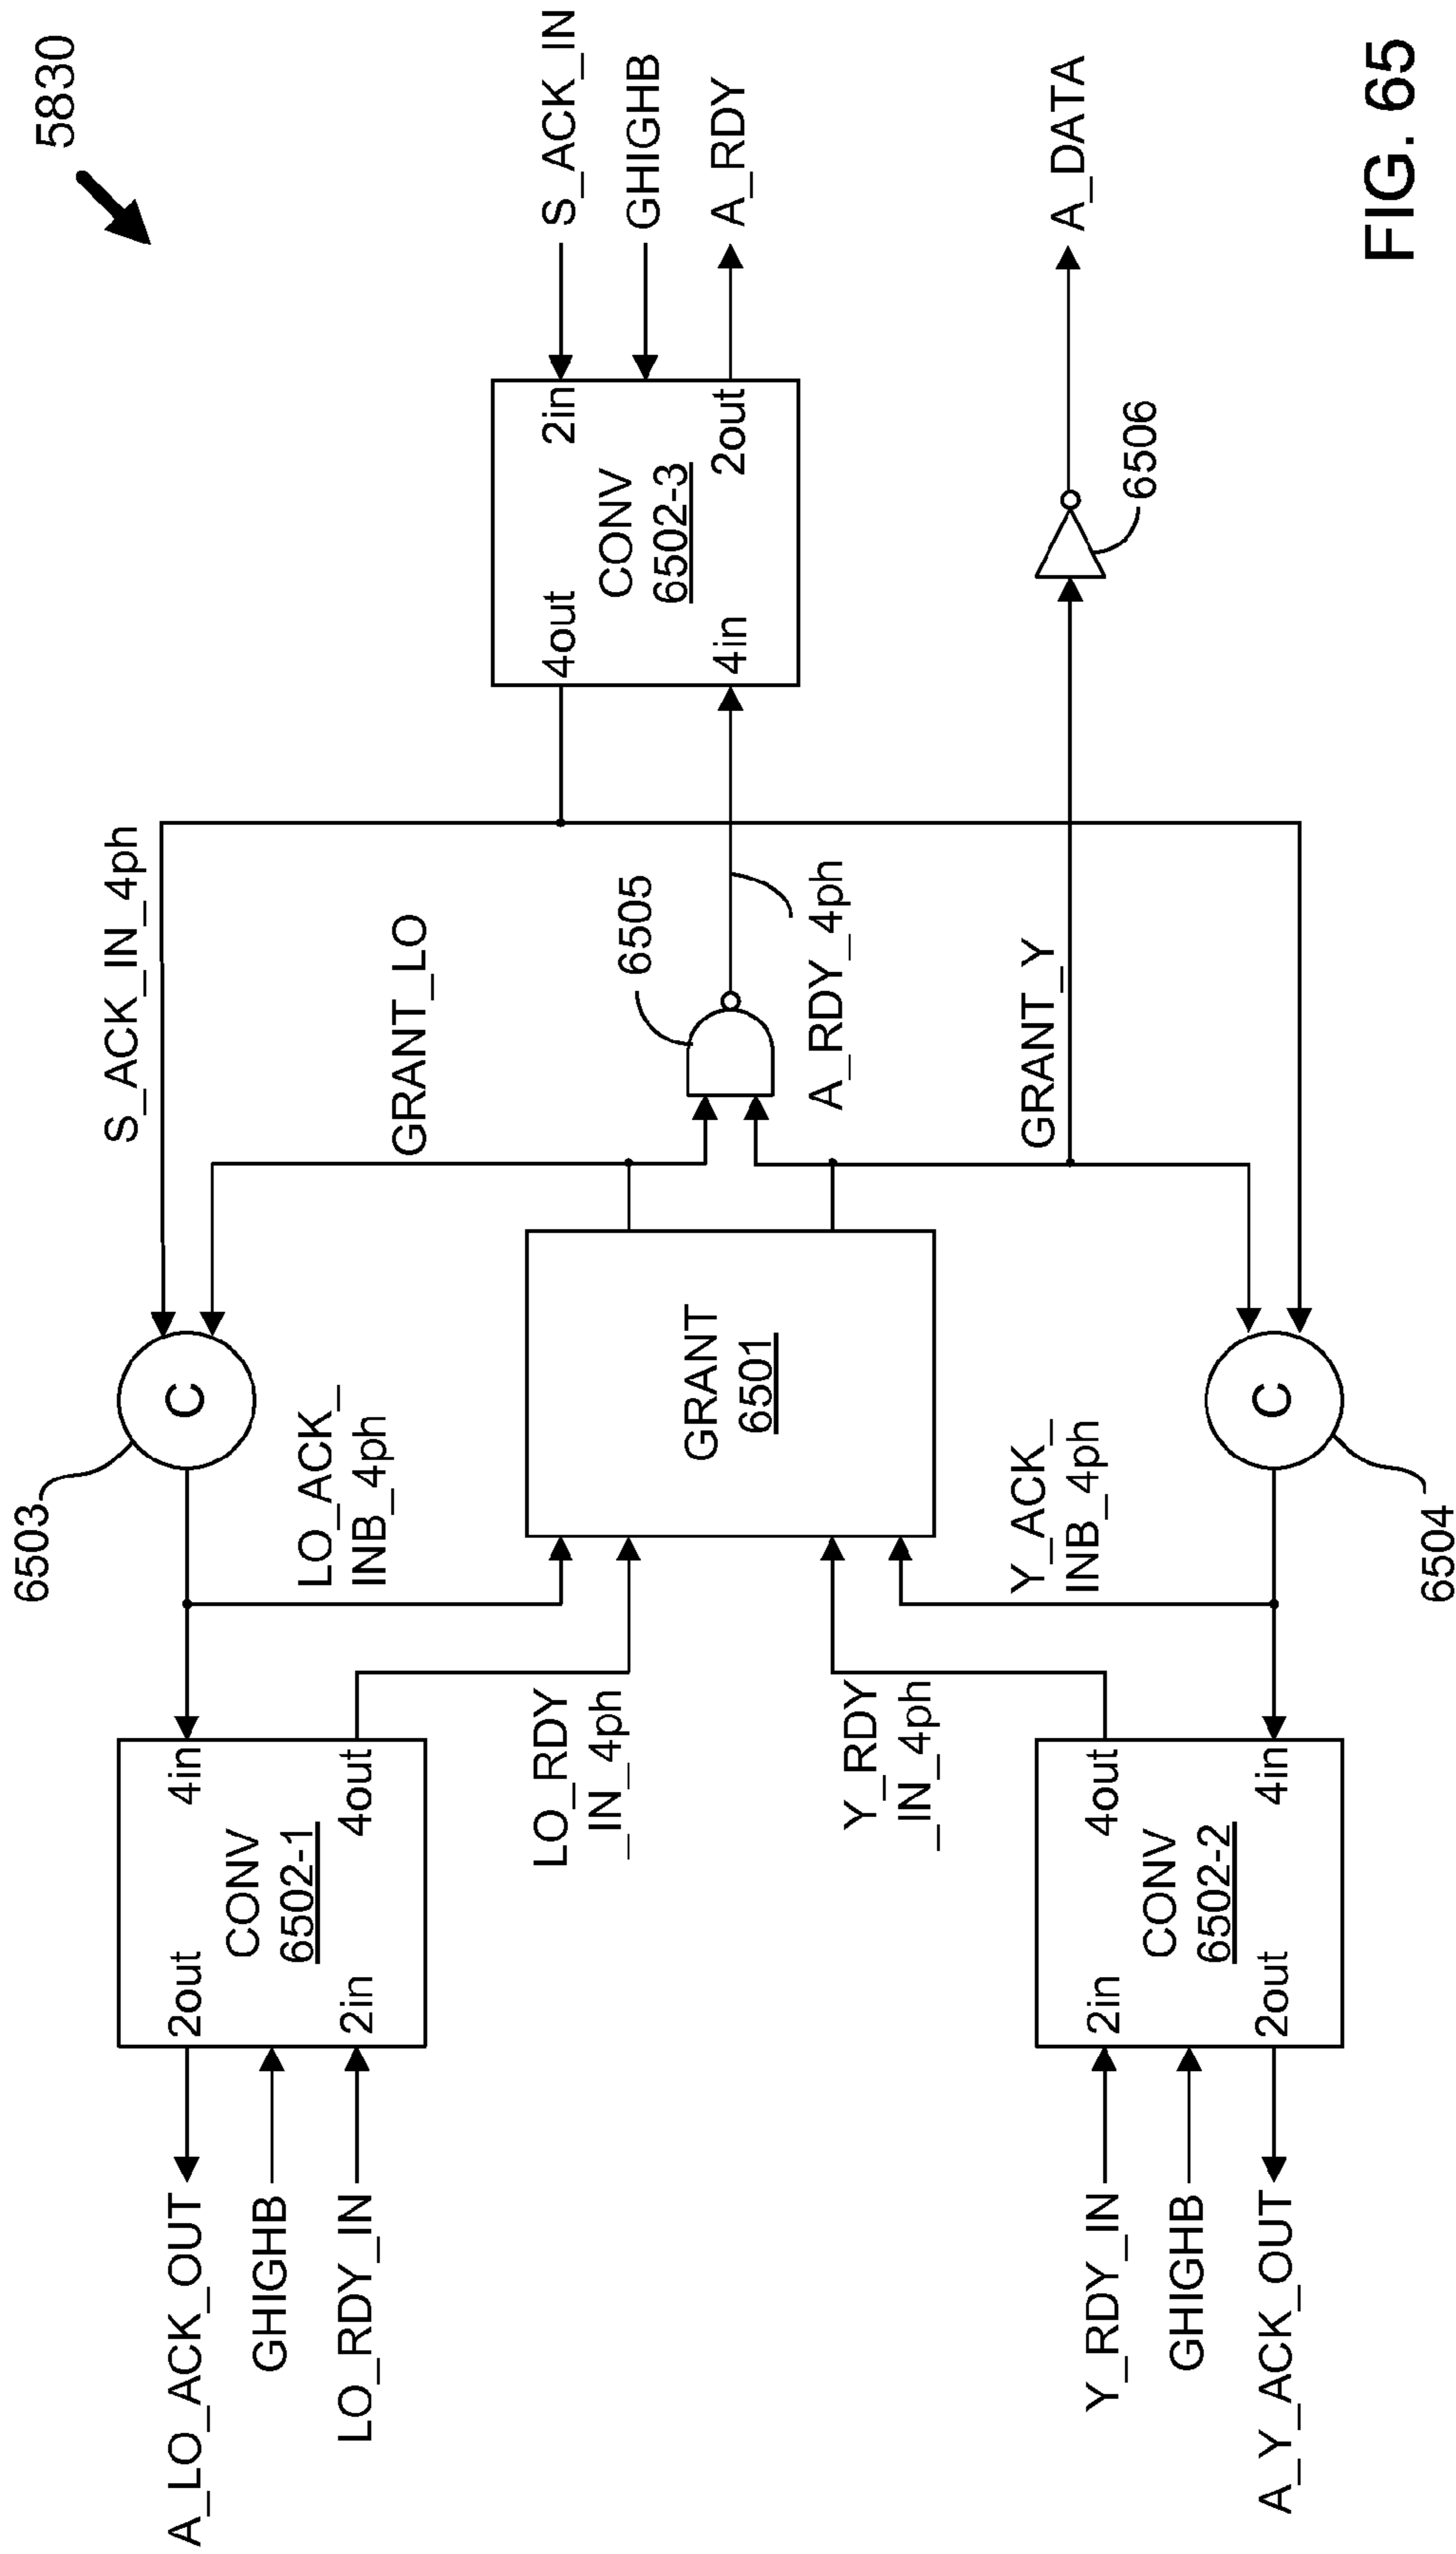 5830
S_ACK_IN_4ph
6503
C
A_LO_ACK_OUT
2out
4in
CONV
6502-1
GHIGHB
LO_RDY_IN
2in
4out
LO_ACK_
INB_4ph
GRANT_LO
LO_RDY
_IN_4ph
GRANT
6501
6505
A_RDY_4ph
4out
2in
CONV
6502-3
4in
2out
S_ACK_IN
GHIGHB
A_RDY
Y_RDY
_IN_4ph
Y_ACK_
INB_4ph
GRANT_Y
6506
A_DATA
Y_RDY_IN
2in
4out
CONV
6502-2
GHIGHB
A_Y_ACK_OUT
2out
4in
C
6504
FIG. 65